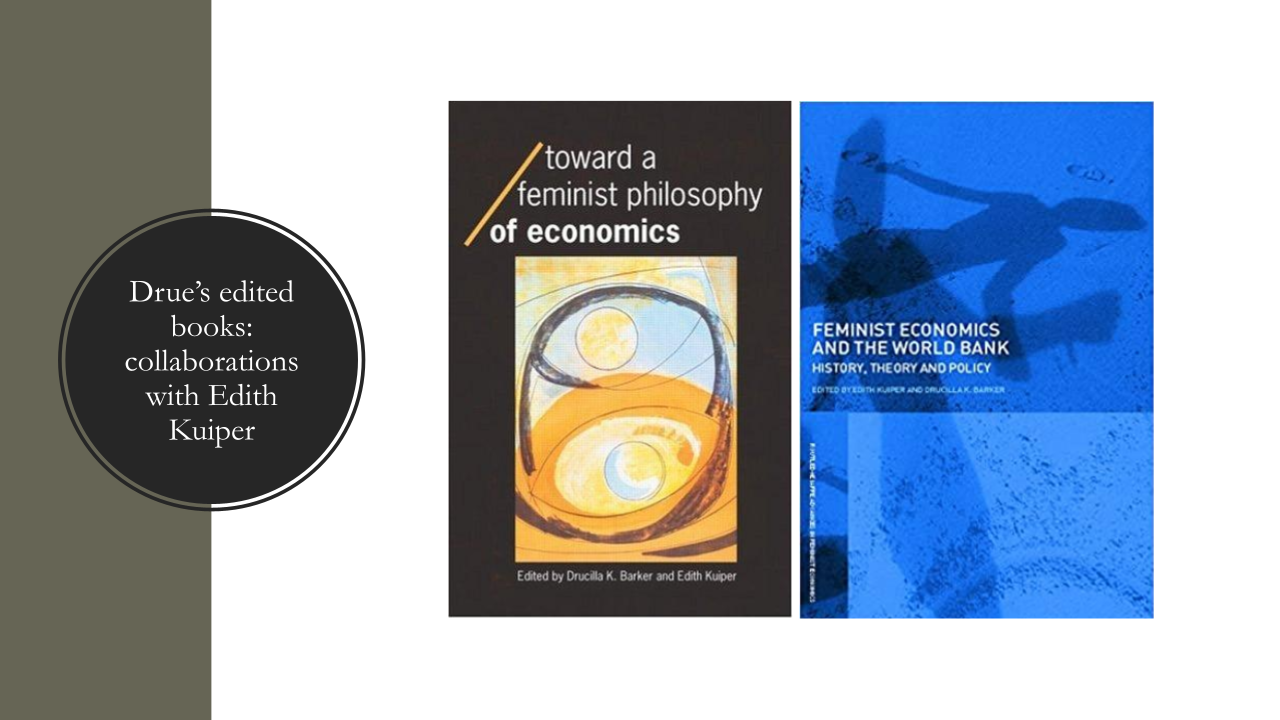 Drue’s edited
books:
collaborations
with Edith
Kuiper
toward a
feminist philosophy
of economics
Edited by Drucilla K. Barker and Edith Kuiper
FEMINIST ECONOMICS
AND THE WORLD BANK
HISTORY, THEORY AND POLICY
EDITED BY EDITH KUIPER AND DRUCILLA K. BARKER